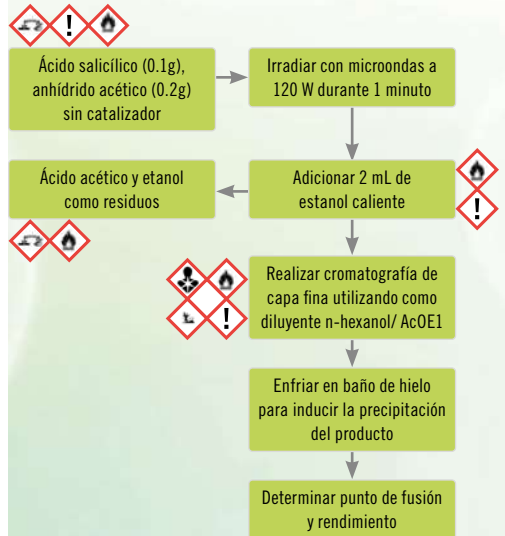 Ácido salicílico (0.1g),
anhídrido acético (0.2g)
sin catalizador
Irradiar con microondas a
120 W durante 1 minuto
Ácido acético y etanol
como residuos
Adicionar 2 mL de
estanol caliente
Realizar cromatografía de
capa fina utilizando como
diluyente n-hexanol/ AcOE1
Enfriar en baño de hielo
para inducir la precipitación
del producto
Determinar punto de fusión
y rendimiento